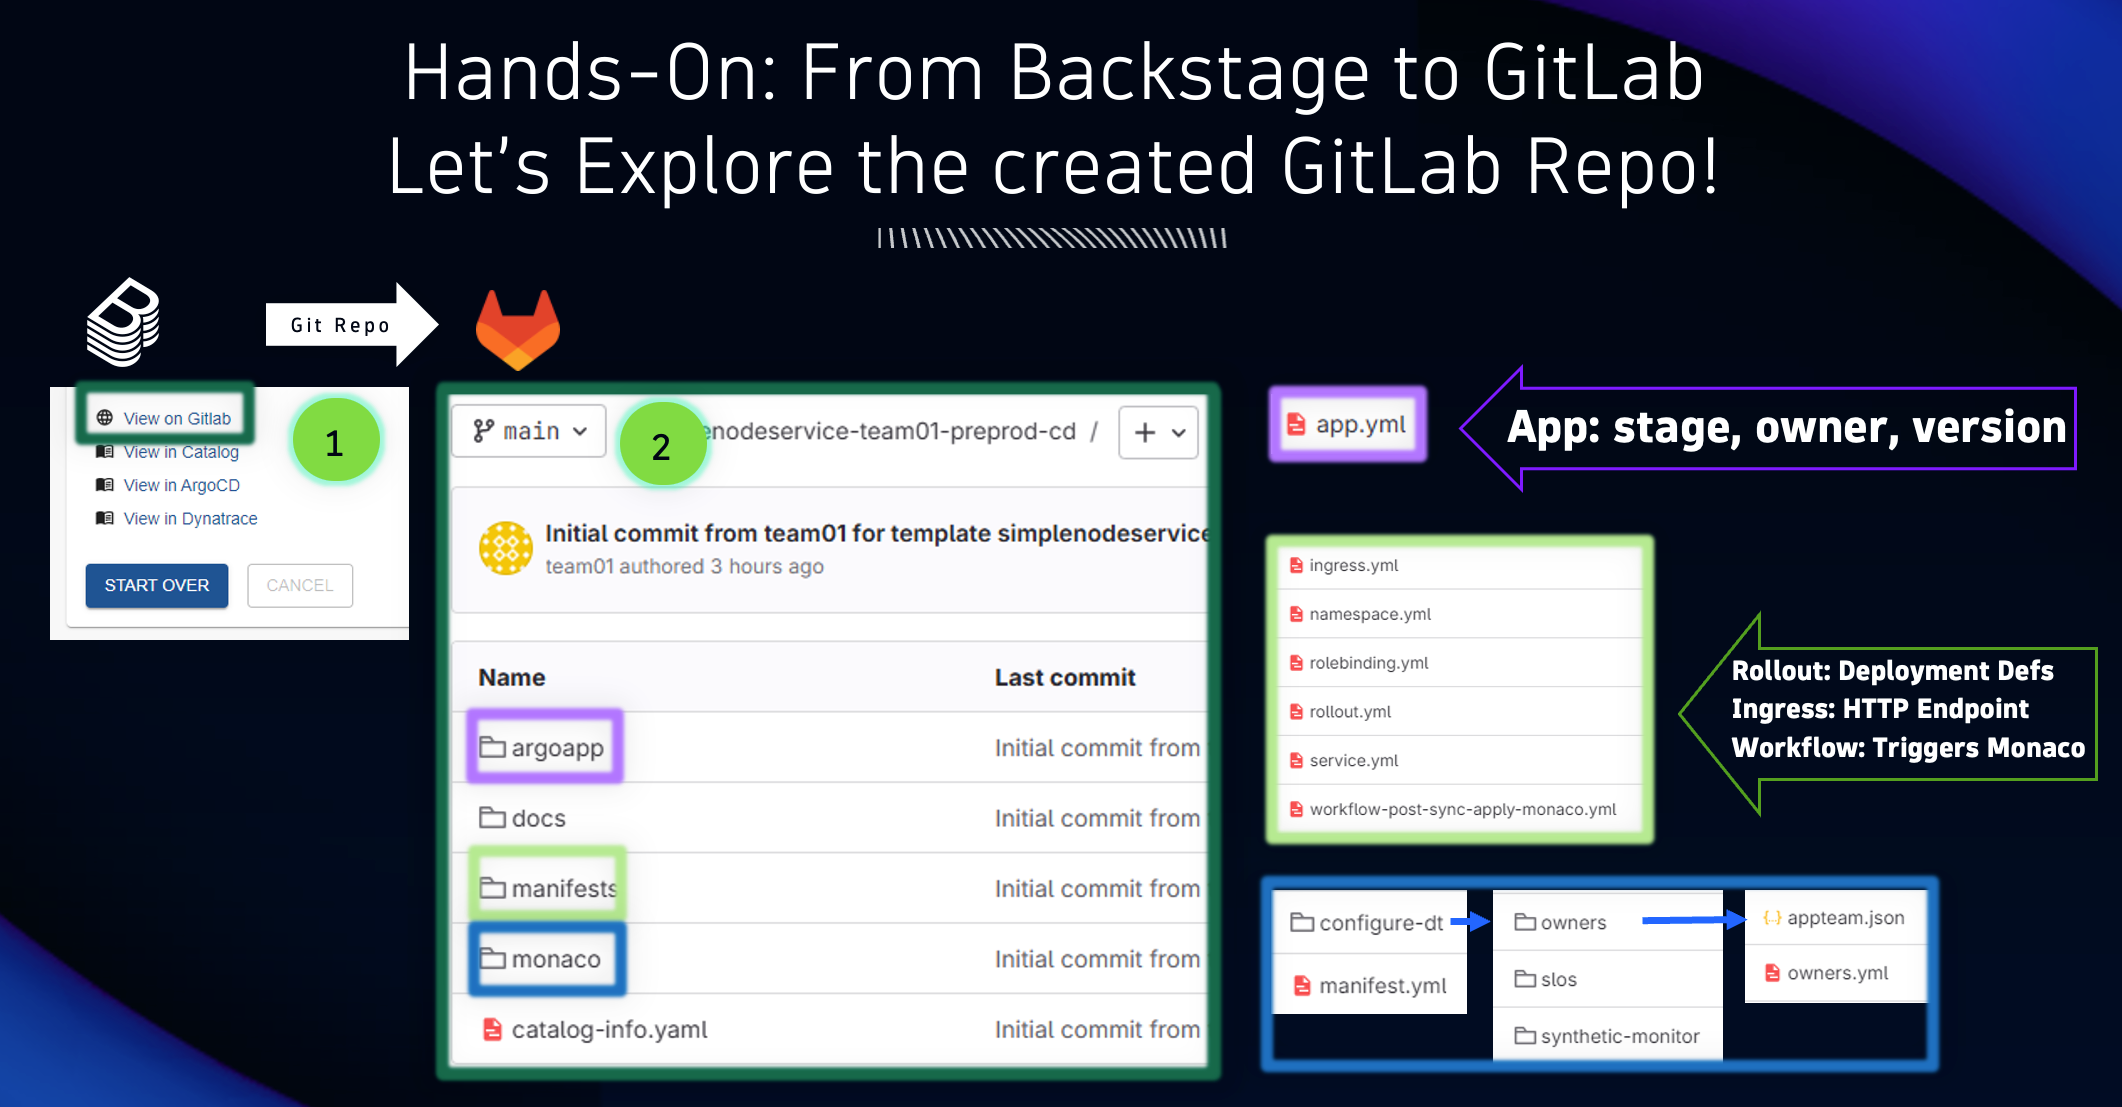 Hands-On: From Backstage to GitLab
Let's Explore the created GitLab Repo!
Git Repo
View on Gitlab
View in Catalog
View in ArgoCD
View in Dynatrace
START OVER
CANCEL
1
main
2
enodeservice-team01-preprod-cd /
Initial commit from team01 for template simplenodeservice
team01 authored 3 hours ago
Name Last commit
argoapp Initial commit from
docs Initial commit from
manifests Initial commit from
monaco Initial commit from
catalog-info.yaml Initial commit from
app.yml
App: stage, owner, version
ingress.yml
namespace.yml
rolebinding.yml
rollout.yml
service.yml
workflow-post-sync-apply-monaco.yml
Rollout: Deployment Defs
Ingress: HTTP Endpoint
Workflow: Triggers Monaco
configure-dt
manifest.yml
owners
slos
synthetic-monitor
appteam.json
owners.yml